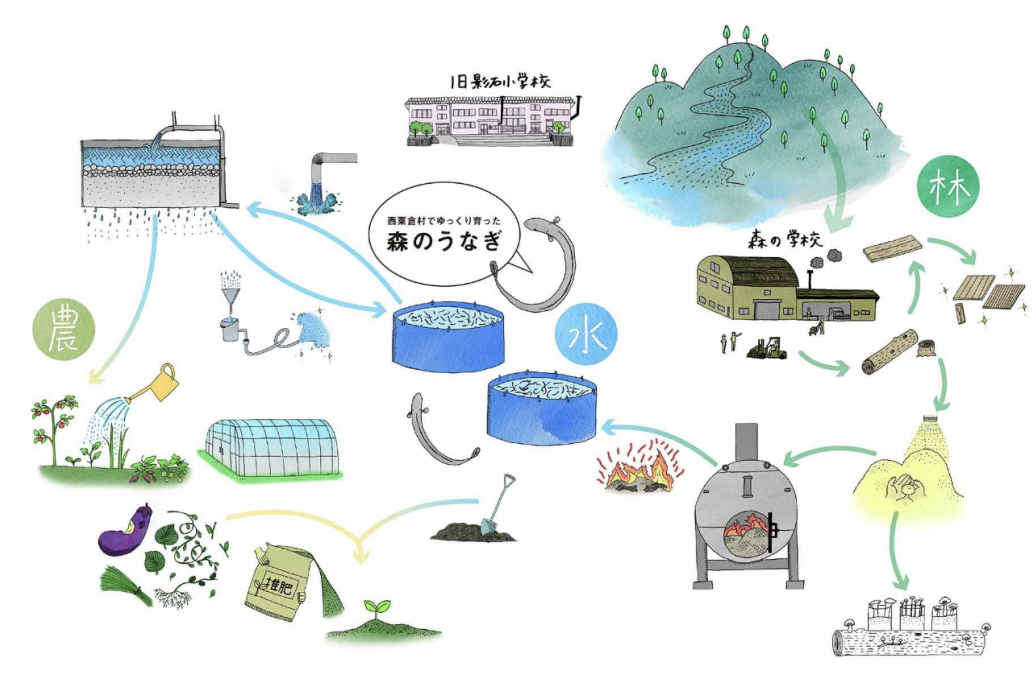 旧影石小学校
林
西粟倉村でゆっくり育った
森のうなぎ
森の学校
農
水
堆肥